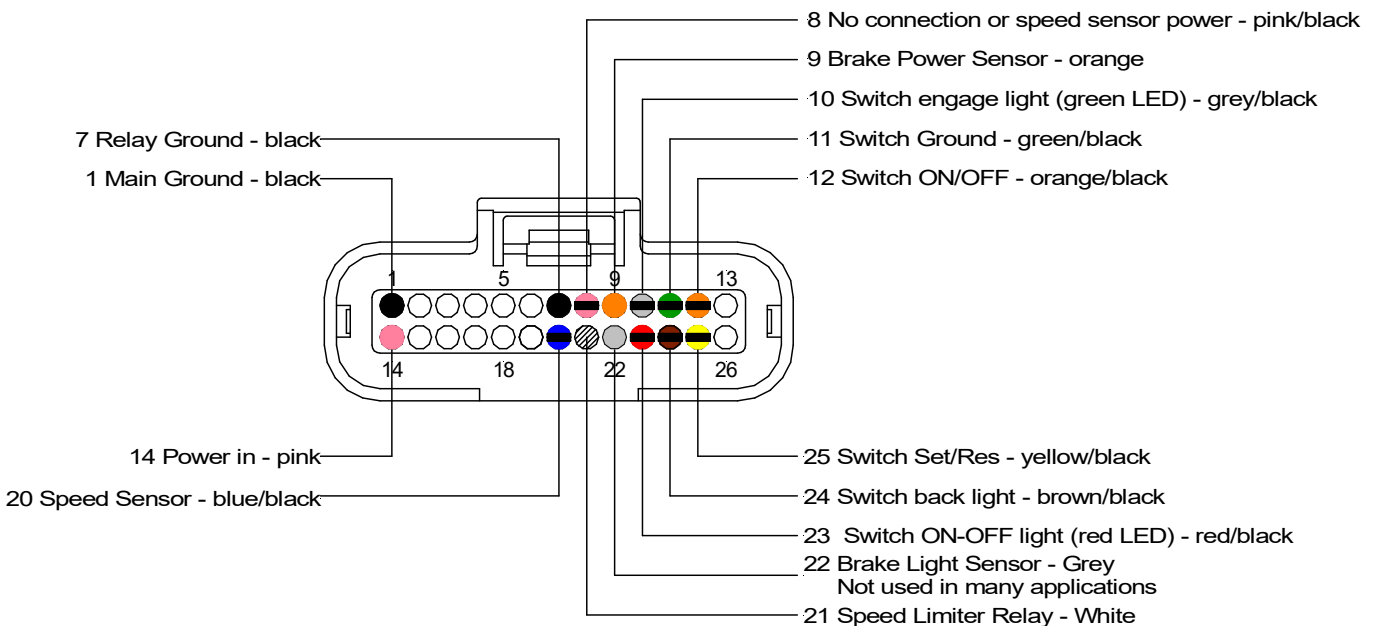 8 No connection or speed sensor power - pink/black
9 Brake Power Sensor - orange
10 Switch engage light (green LED) - grey/black
7 Relay Ground - black
11 Switch Ground - green/black
1 Main Ground - black
12 Switch ON/OFF - orange/black
1 5 9 13
14 18 22 26
14 Power in - pink
25 Switch Set/Res - yellow/black
20 Speed Sensor - blue/black
24 Switch back light - brown/black
23 Switch ON-OFF light (red LED) - red/black
22 Brake Light Sensor - Grey
Not used in many applications
21 Speed Limiter Relay - White